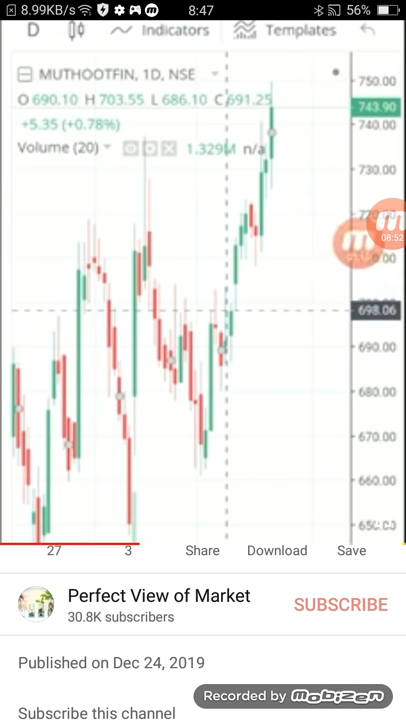 8.99KB/s 8:47 56%
D Indicators Templates
MUTHOOTFIN, 1D, NSE
O 690.10 H 703.55 L 686.10 C 691.25
+5.35 (+0.78%)
Volume (20) 1.329M n/a
750.00
743.90
740.00
730.00
08:52
698.06
690.00
680.00
670.00
660.00
27 3 Share Download Save
Perfect View of Market
30.8K subscribers
SUBSCRIBE
Published on Dec 24, 2019
Recorded by mobizen
Subscribe this channel